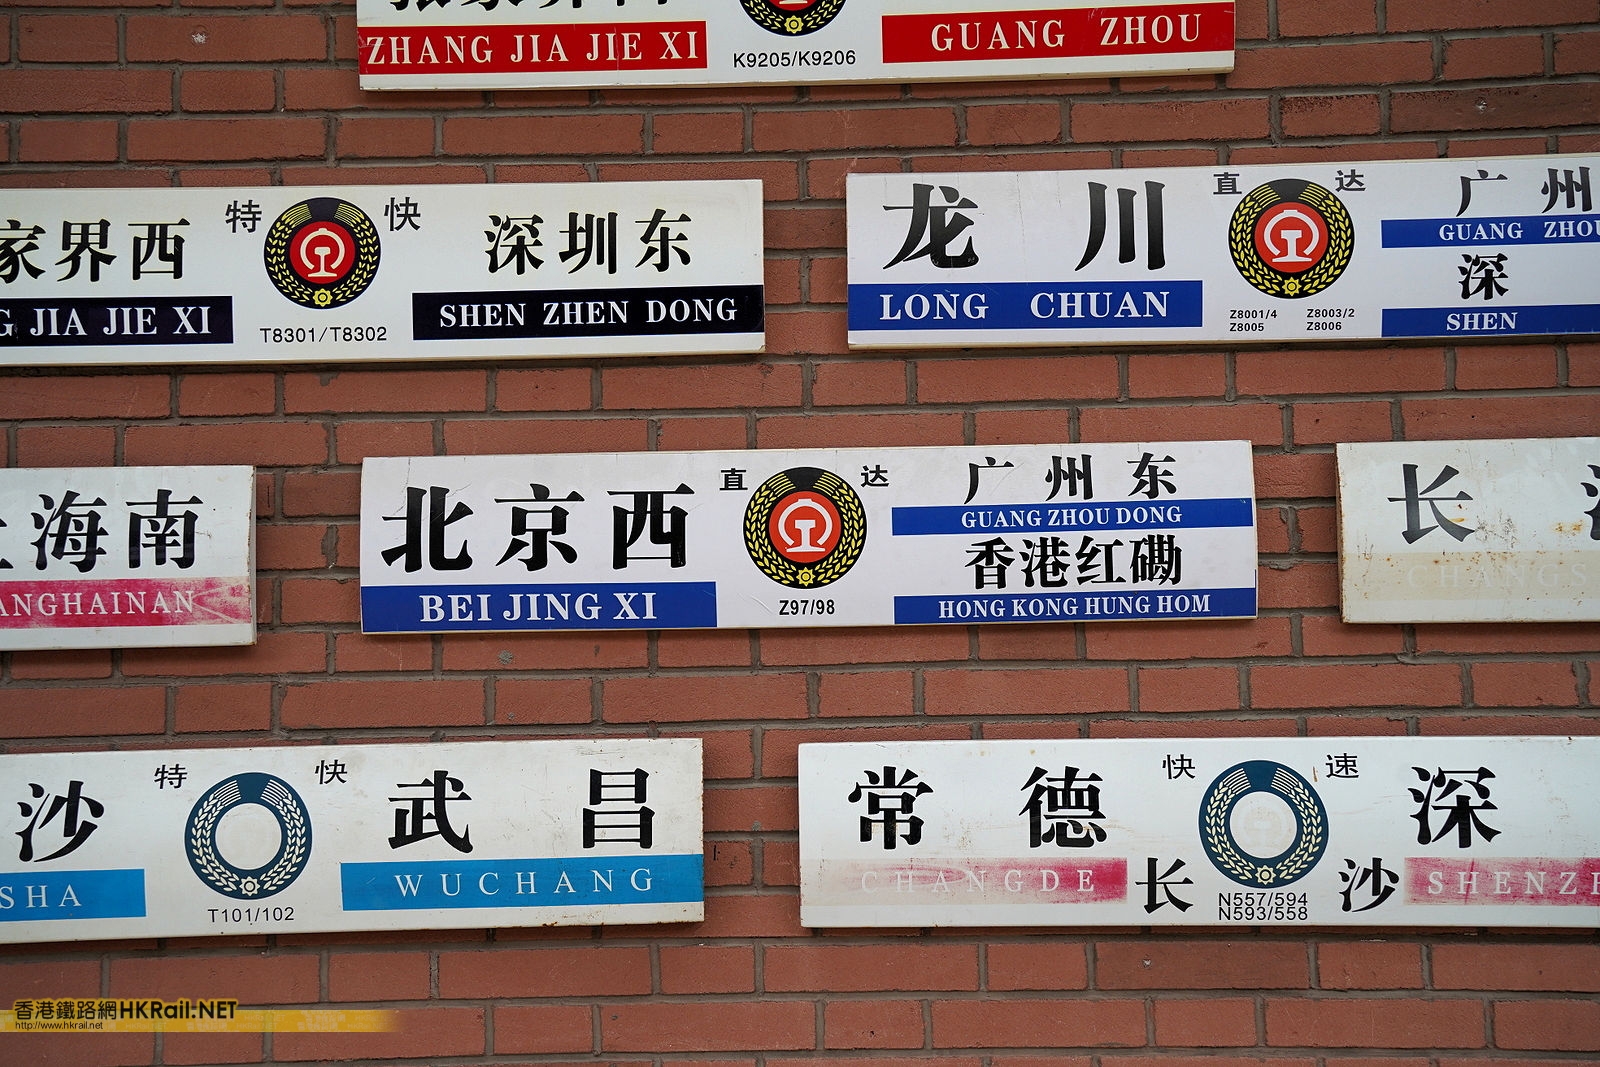 ZHANG JIA JIE XI
K9205/K9206
GUANG ZHOU
家界西
特 快
深圳东
G JIA JIE XI
T8301/T8302
SHEN ZHEN DONG
龙 川
直 达
广 州
GUANG ZHOU
LONG CHUAN
深
SHEN
Z8001/4 Z8003/2
Z8005 Z8006
海南
ANGHAINAN
北京西
直 达
广 州 东
GUANG ZHOU DONG
香港红磡
BEI JING XI
Z97/98
HONG KONG HUNG HOM
长
CHANGS
沙
特 快
武 昌
SHA
T101/102
WUCHANG
常 德
快 速
深
CHANGDE
长 沙
SHENZH
N557/594
N593/558
香港鐵路網HKRail.NET
http://www.hkrail.net